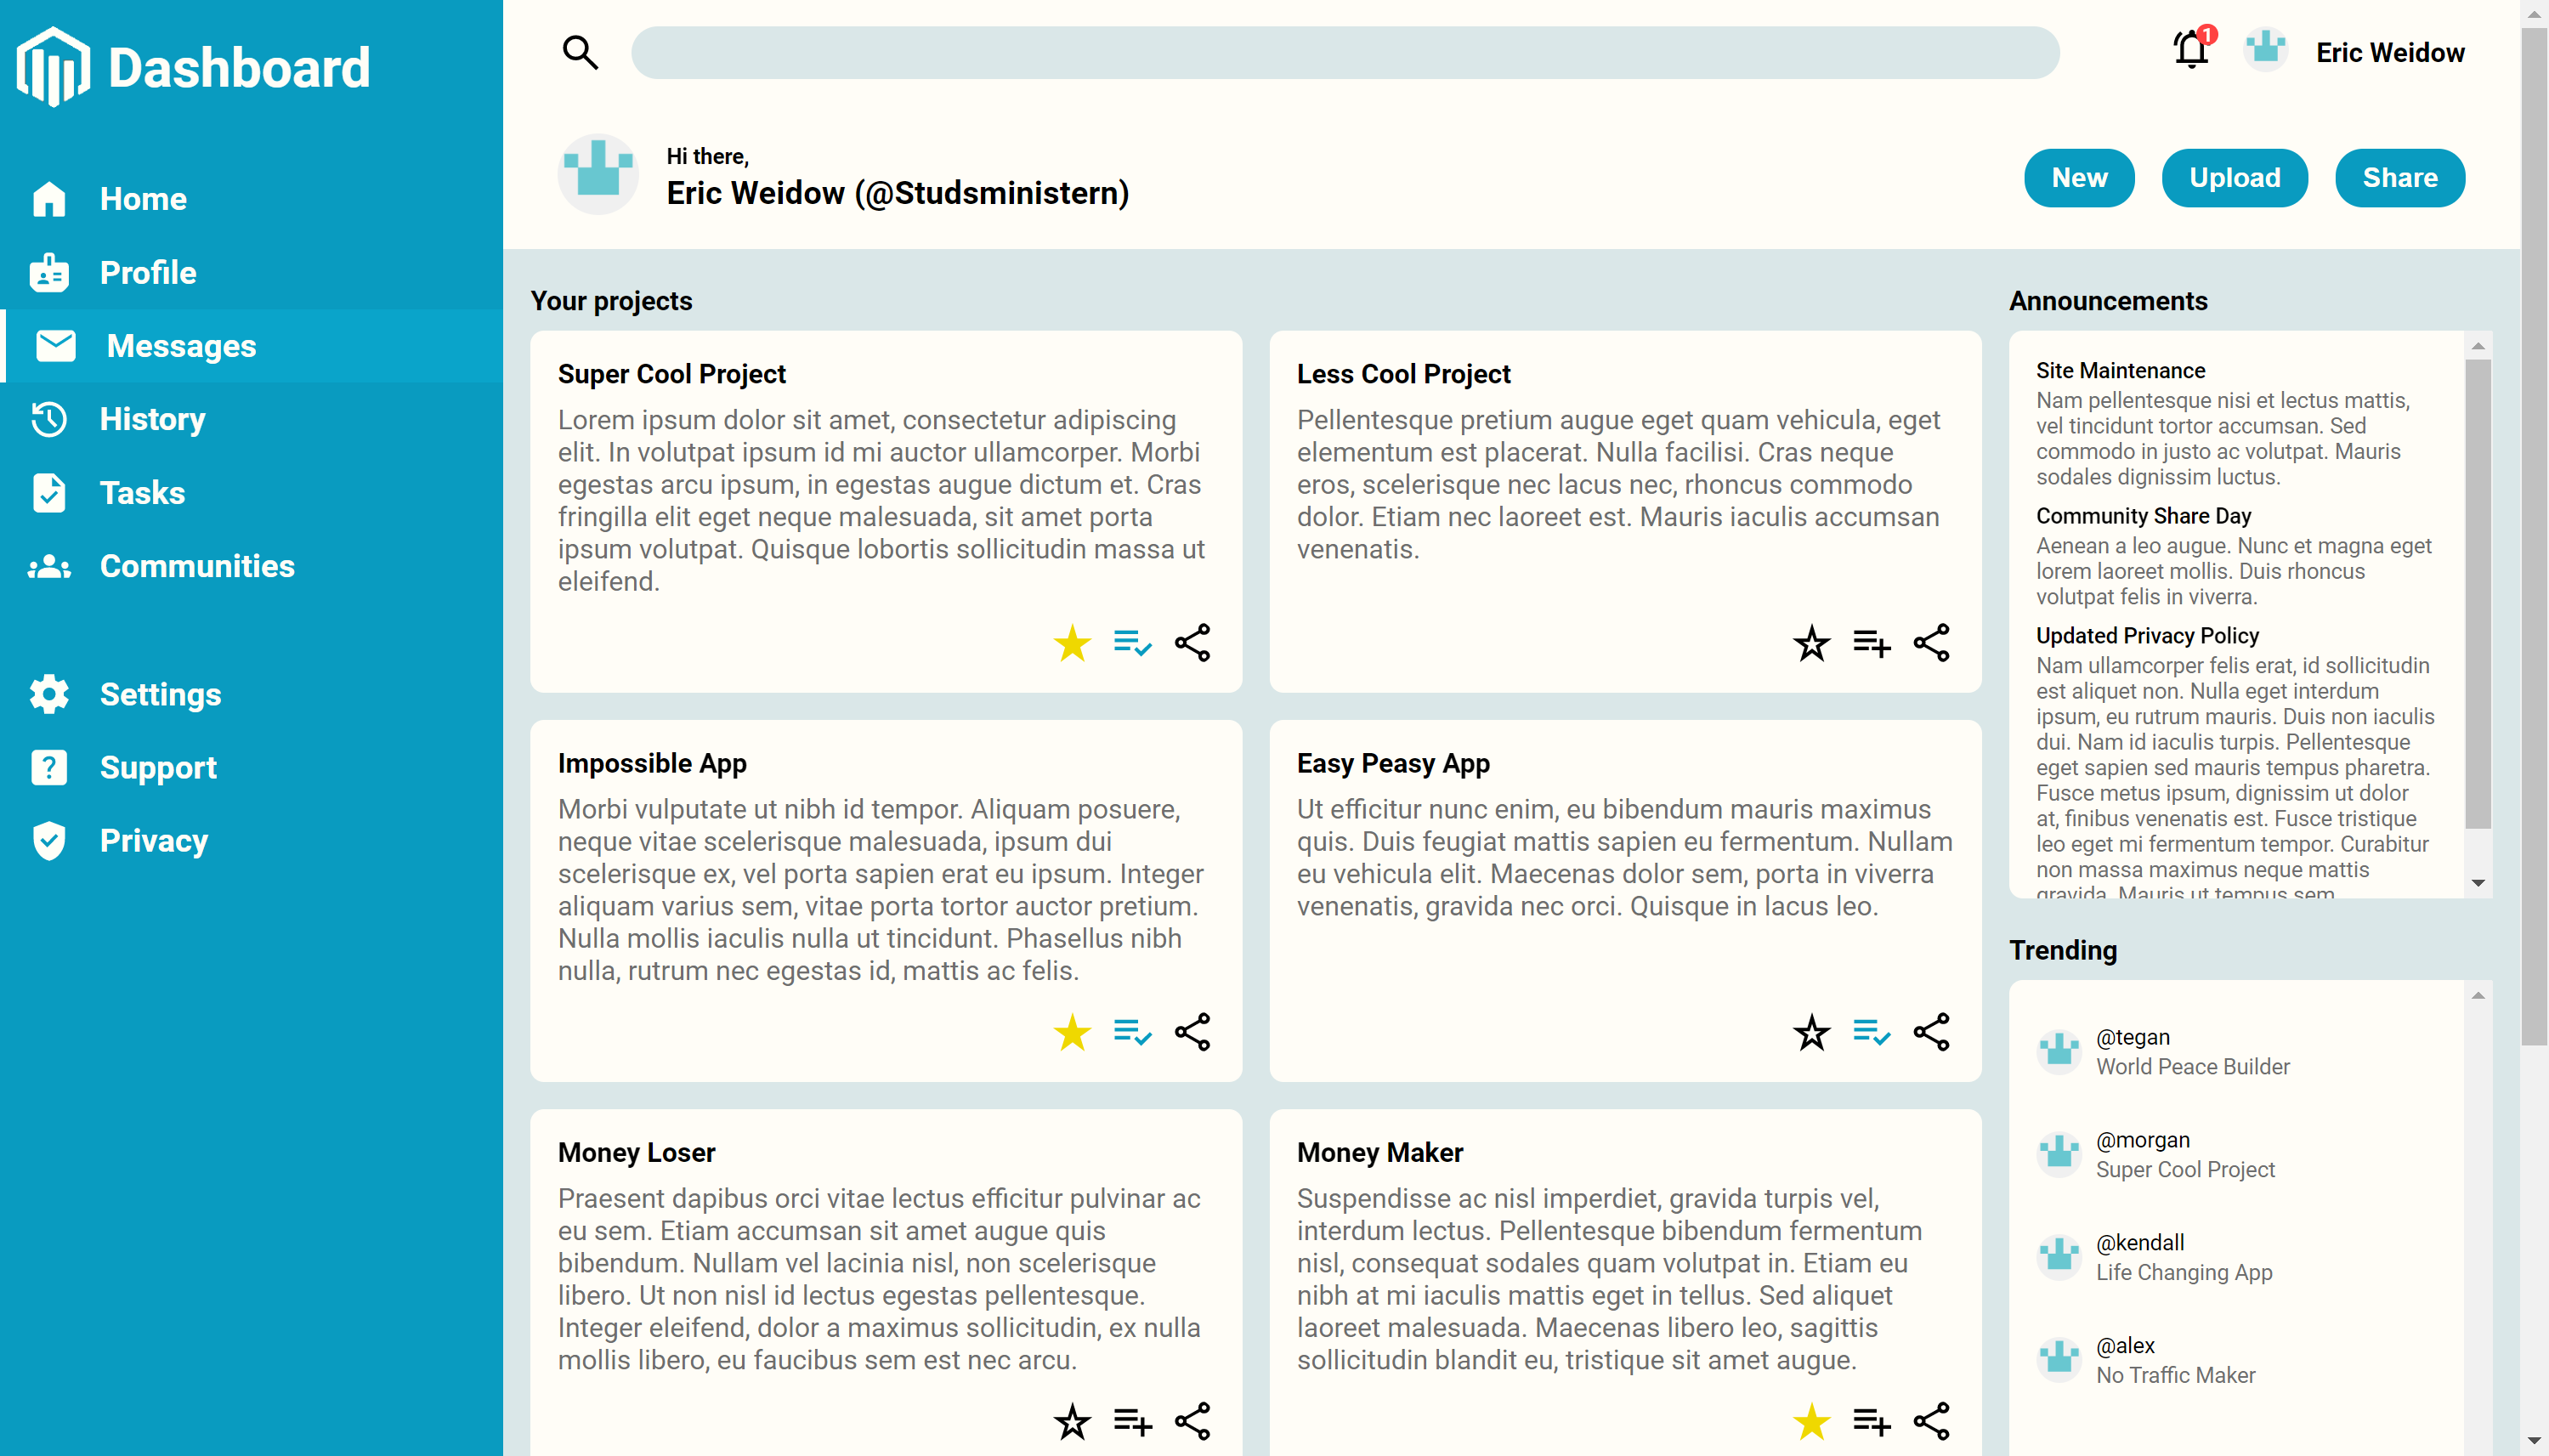 Dashboard
Home
Profile
Messages
History
Tasks
Communities
Settings
Support
Privacy
1
Eric Weidow
Hi there,
Eric Weidow (@Studsministern)
New
Upload
Share
Your projects
Super Cool Project
Lorem ipsum dolor sit amet, consectetur adipiscing
elit. In volutpat ipsum id mi auctor ullamcorper. Morbi
egestas arcu ipsum, in egestas augue dictum et. Cras
fringilla elit eget neque malesuada, sit amet porta
ipsum volutpat. Quisque lobortis sollicitudin massa ut
eleifend.
Less Cool Project
Pellentesque pretium augue eget quam vehicula, eget
elementum est placerat. Nulla facilisi. Cras neque
eros, scelerisque nec lacus nec, rhoncus commodo
dolor. Etiam nec laoreet est. Mauris iaculis accumsan
venenatis.
Impossible App
Morbi vulputate ut nibh id tempor. Aliquam posuere,
neque vitae scelerisque malesuada, ipsum dui
scelerisque ex, vel porta sapien erat eu ipsum. Integer
aliquam varius sem, vitae porta tortor auctor pretium.
Nulla mollis iaculis nulla ut tincidunt. Phasellus nibh
nulla, rutrum nec egestas id, mattis ac felis.
Easy Peasy App
Ut efficitur nunc enim, eu bibendum mauris maximus
quis. Duis feugiat mattis sapien eu fermentum. Nullam
eu vehicula elit. Maecenas dolor sem, porta in viverra
venenatis, gravida nec orci. Quisque in lacus leo.
Money Loser
Praesent dapibus orci vitae lectus efficitur pulvinar ac
eu sem. Etiam accumsan sit amet augue quis
bibendum. Nullam vel lacinia nisl, non scelerisque
libero. Ut non nisl id lectus egestas pellentesque.
Integer eleifend, dolor a maximus sollicitudin, ex nulla
mollis libero, eu faucibus sem est nec arcu.
Money Maker
Suspendisse ac nisl imperdiet, gravida turpis vel,
interdum lectus. Pellentesque bibendum fermentum
nisl, consequat sodales quam volutpat in. Etiam eu
nibh at mi iaculis mattis eget in tellus. Sed aliquet
laoreet malesuada. Maecenas libero leo, sagittis
sollicitudin blandit eu, tristique sit amet augue.
Announcements
Site Maintenance
Nam pellentesque nisi et lectus mattis,
vel tincidunt tortor accumsan. Sed
commodo in justo ac volutpat. Mauris
sodales dignissim luctus.
Community Share Day
Aenean a leo augue. Nunc et magna eget
lorem laoreet mollis. Duis rhoncus
volutpat felis in viverra.
Updated Privacy Policy
Nam ullamcorper felis erat, id sollicitudin
est aliquet non. Nulla eget interdum
ipsum, eu rutrum mauris. Duis non iaculis
dui. Nam id iaculis turpis. Pellentesque
eget sapien sed mauris tempus pharetra.
Fusce metus ipsum, dignissim ut dolor
at, finibus venenatis est. Fusce tristique
leo eget mi fermentum tempor. Curabitur
non massa maximus neque mattis
gravida. Mauris ut tempus sem
Trending
@tegan
World Peace Builder
@morgan
Super Cool Project
@kendall
Life Changing App
@alex
No Traffic Maker